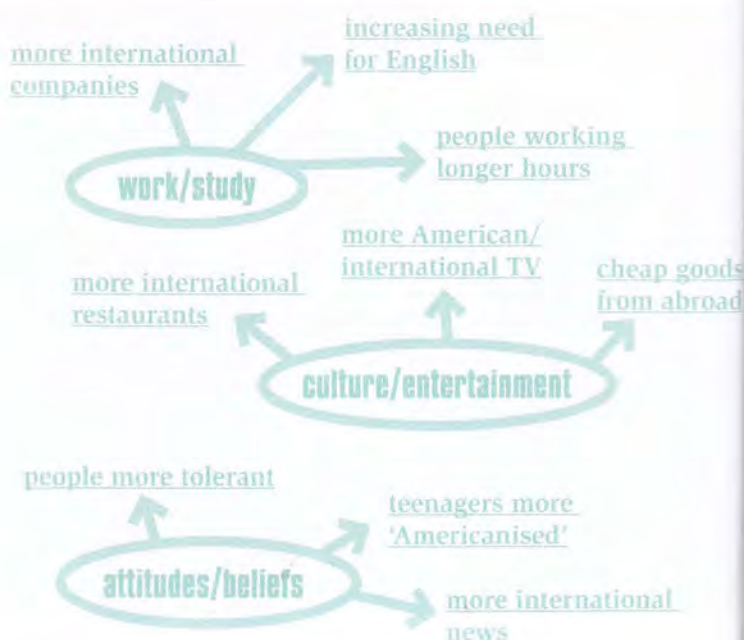 more international
companies
increasing need
for English
people working
longer hours
work/study
more American/
international TV
more international
restaurants
cheap goods
from abroad
culture/entertainment
people more tolerant
teenagers more
'Americanised'
attitudes/beliefs
more international
news